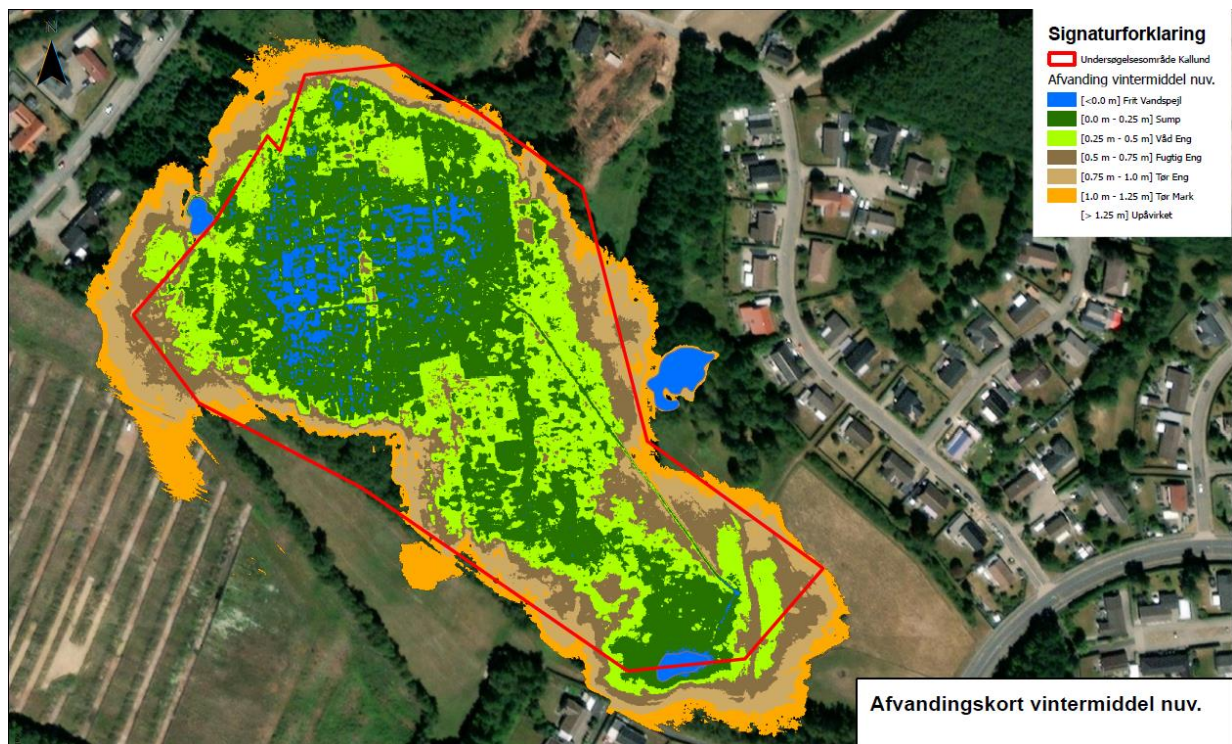 N
Signaturforklaring
Undersøgelsesområde Kallund
Afvanding vintermiddel nuv.
[<0.0 m] Frit Vandspejl
[0.0 m - 0.25 m] Sump
[0.25 m - 0.5 m] Våd Eng
[0.5 m - 0.75 m] Fugtig Eng
[0.75 m - 1.0 m] Tør Eng
[1.0 m - 1.25 m] Tør Mark
[> 1.25 m] Upåvirket
Afvandingskort vintermiddel nuv.